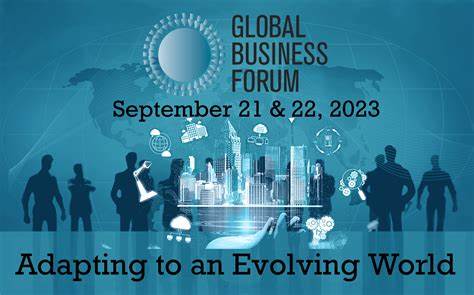 GLOBAL
BUSINESS
FORUM
September 21 & 22, 2023
Adapting to an Evolving World